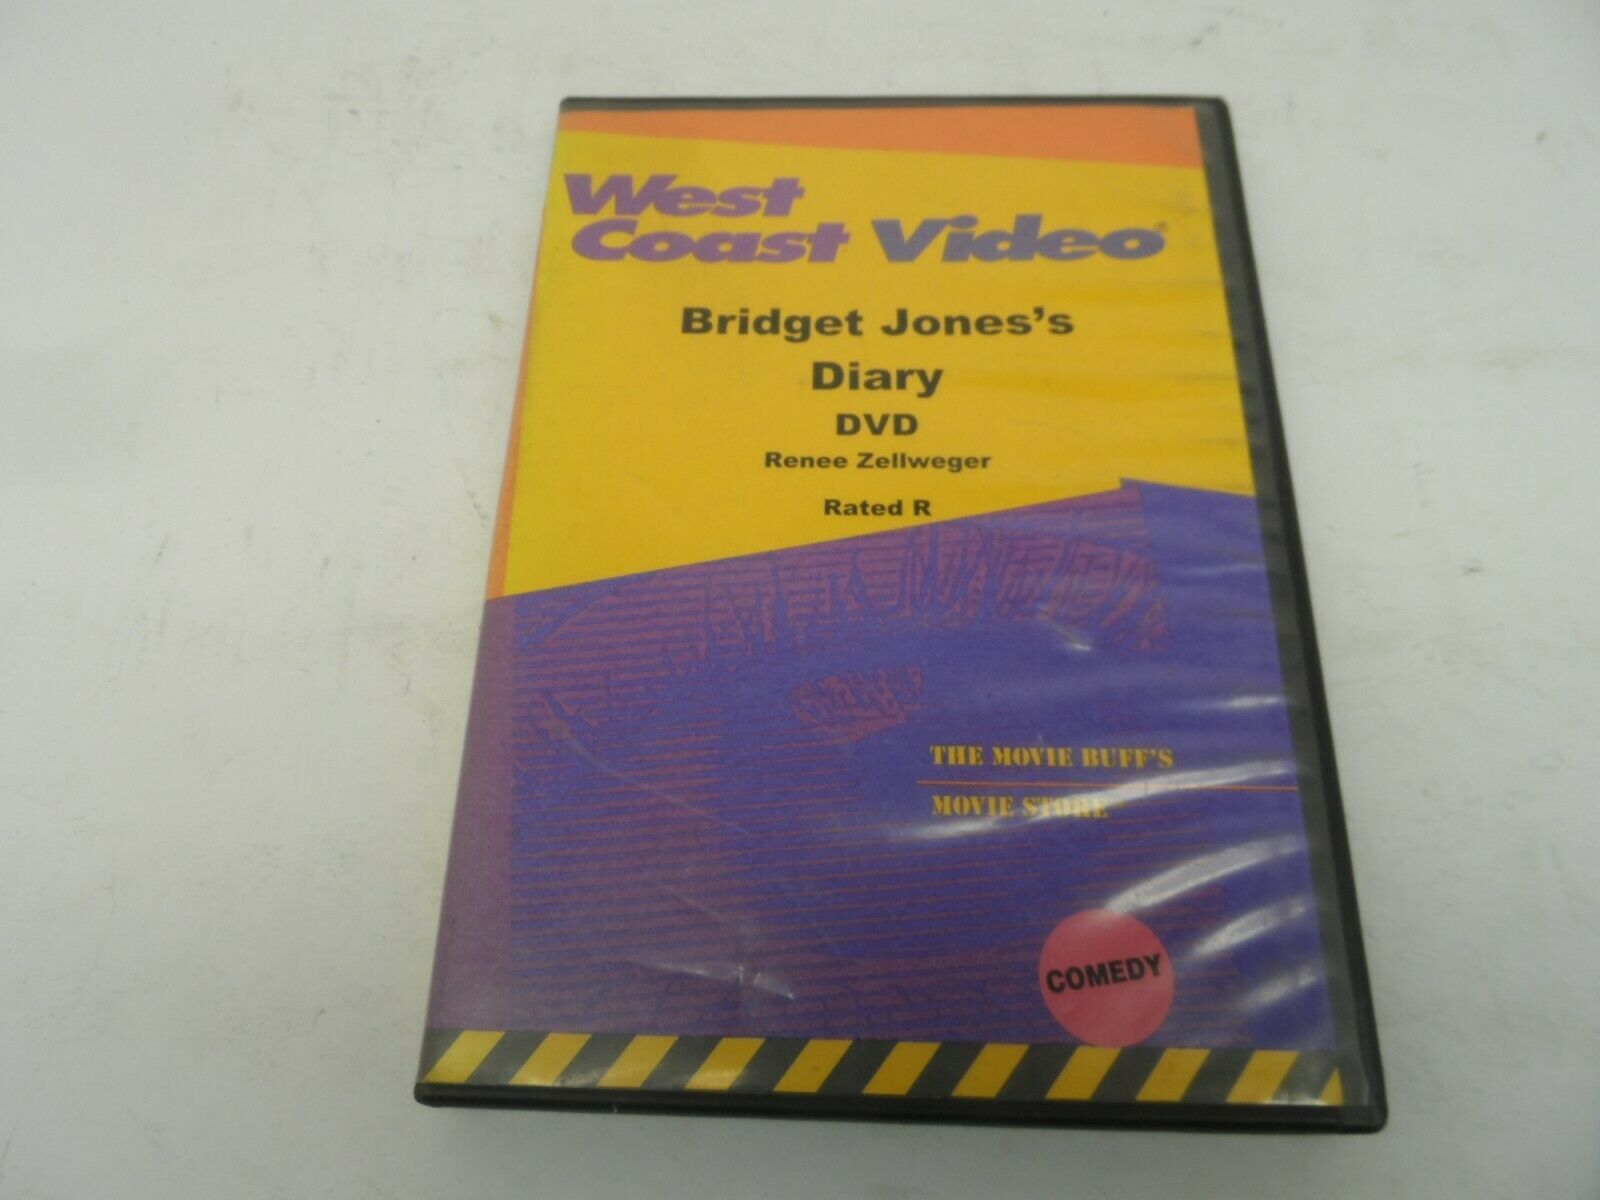 West
Coast Video®
Bridget Jones's
Diary
DVD
Renee Zellweger
Rated R
THE MOVIE BUFF'S
MOVIE STORE
COMEDY